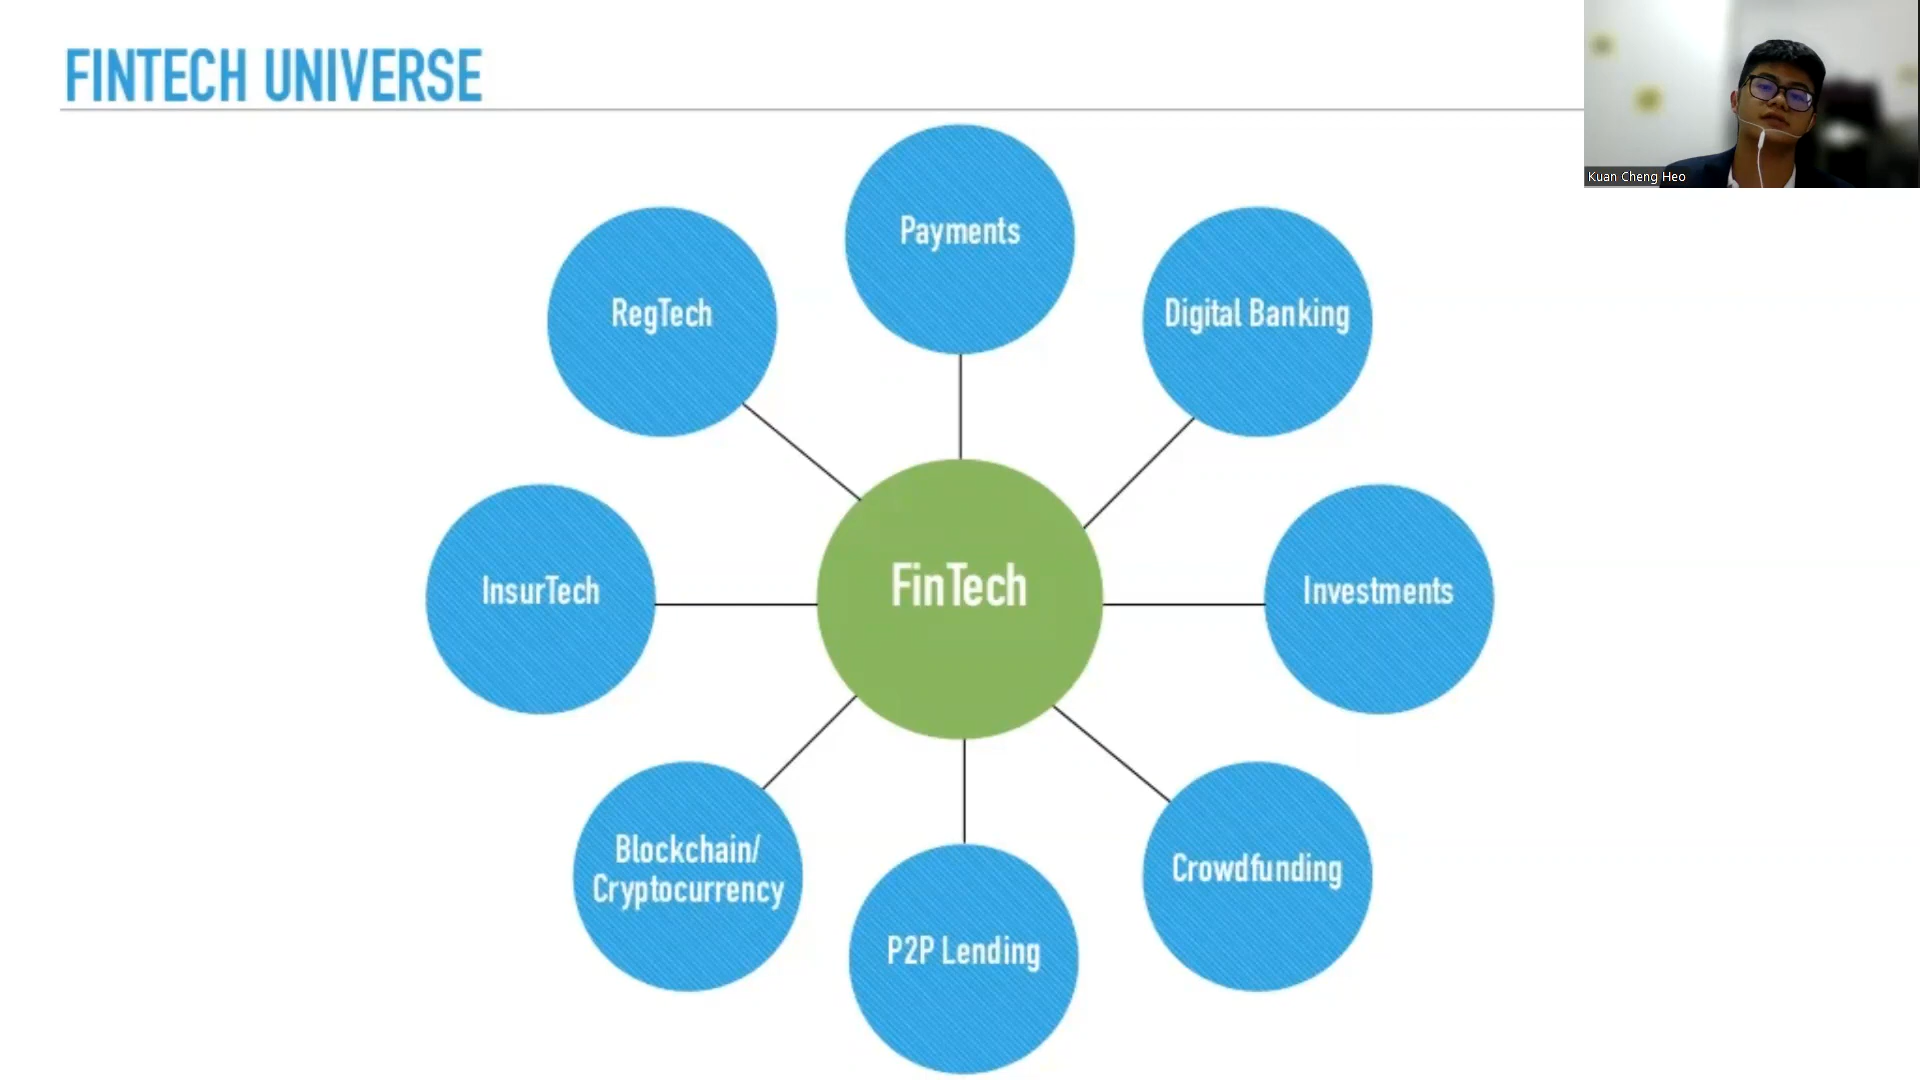 FINTECH UNIVERSE
Kuan Cheng Heo
Payments
RegTech
Digital Banking
FinTech
InsurTech
Investments
Blockchain/
Cryptocurrency
Crowdfunding
P2P Lending